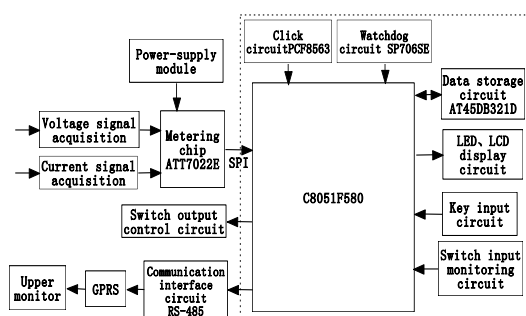 Click
circuitPCF8563
Watchdog
circuit SP706SE
Power-supply
module
Data storage
circuit
AT45DB321D
Voltage signal
acquisition
Metering
chip
ATT7022E
SPI
Current signal
acquisition
LED、LCD
display
circuit
C8051F580
Switch output
control circuit
Key input
circuit
Switch input
monitoring
circuit
Upper
monitor
GPRS
Communication
interface
circuit
RS-485